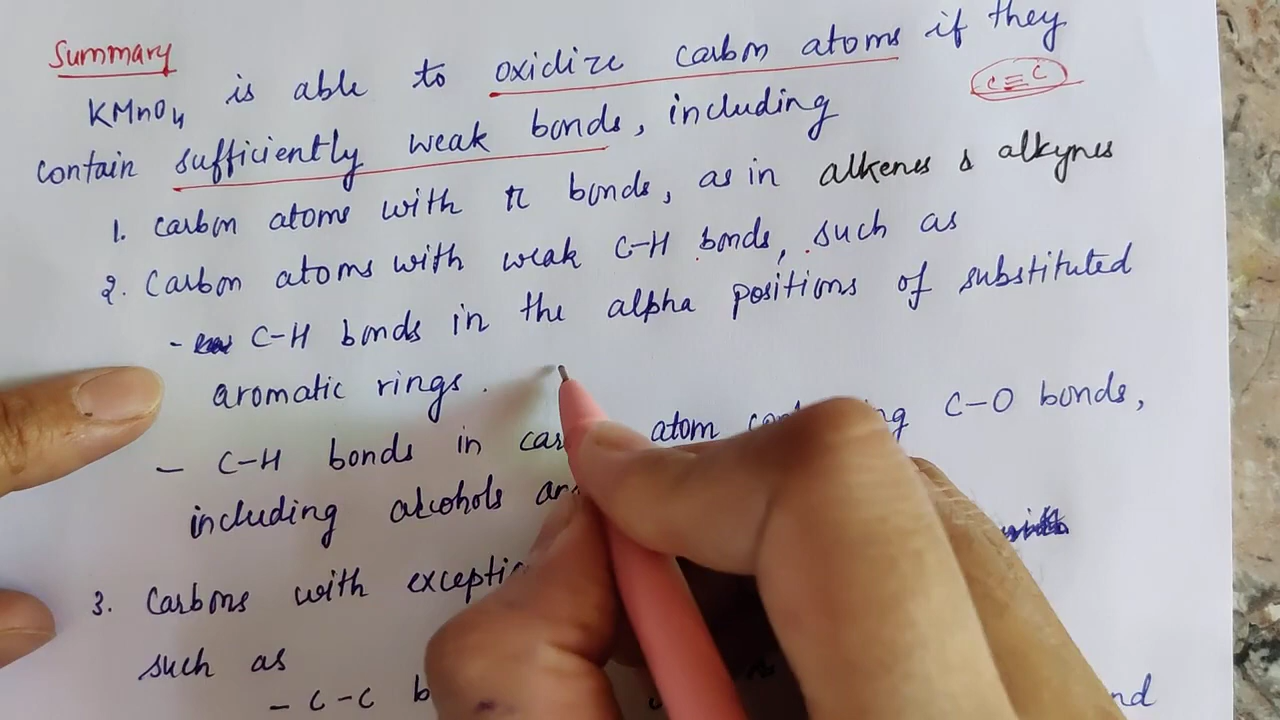 Summary
KMnO4 is able to oxidize carbon atoms if they
C≡C
contain sufficiently weak bonds, including
1. carbon atoms with π bonds, as in alkenes & alkynes
2. Carbon atoms with weak C-H bonds, such as
- C-H bonds in the alpha positions of substituted
aromatic rings.
- C-H bonds in atom C-O bonds,
including alcohols
3. Carbons with
such as
- C-C